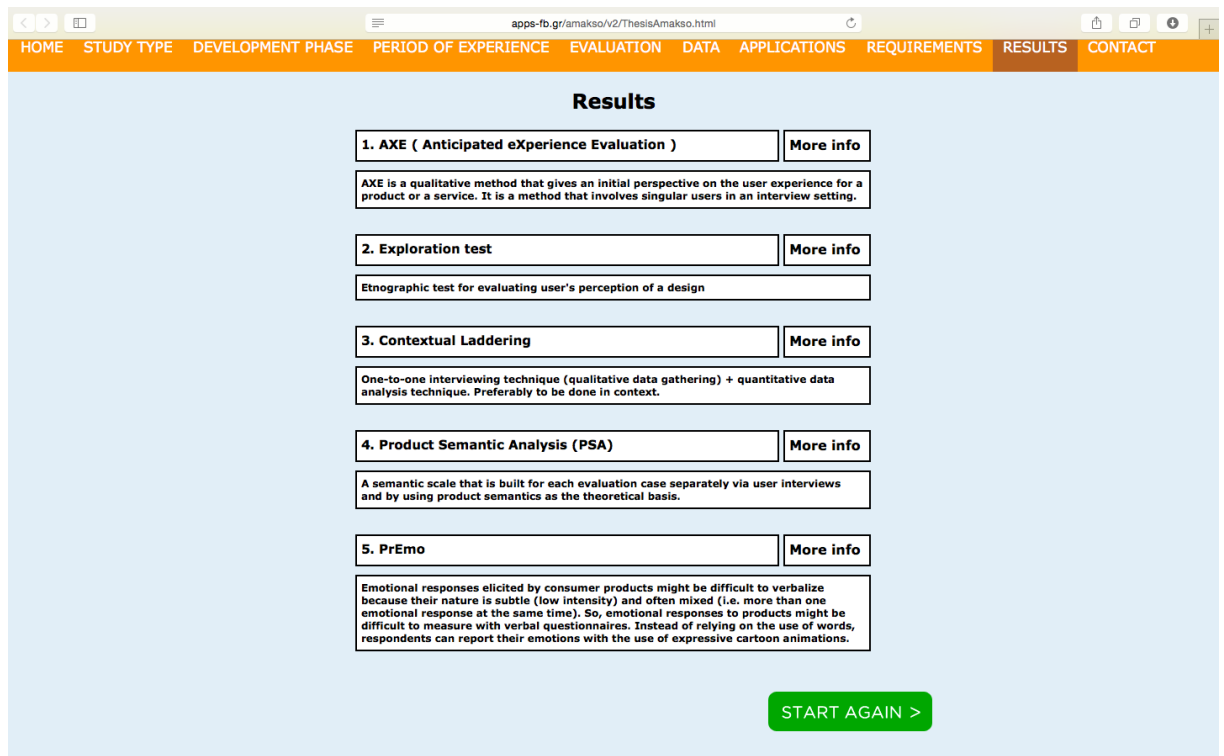 apps-fb.gr/amakso/v2/ThesisAmakso.html
HOME STUDY TYPE DEVELOPMENT PHASE PERIOD OF EXPERIENCE EVALUATION DATA APPLICATIONS REQUIREMENTS RESULTS CONTACT
Results
1. AXE ( Anticipated eXperience Evaluation ) More info
AXE is a qualitative method that gives an initial perspective on the user experience for a
product or a service. It is a method that involves singular users in an interview setting.
2. Exploration test More info
Etnographic test for evaluating user's perception of a design
3. Contextual Laddering More info
One-to-one interviewing technique (qualitative data gathering) + quantitative data
analysis technique. Preferably to be done in context.
4. Product Semantic Analysis (PSA) More info
A semantic scale that is built for each evaluation case separately via user interviews
and by using product semantics as the theoretical basis.
5. PrEmo More info
Emotional responses elicited by consumer products might be difficult to verbalize
because their nature is subtle (low intensity) and often mixed (i.e. more than one
emotional response at the same time). So, emotional responses to products might be
difficult to measure with verbal questionnaires. Instead of relying on the use of words,
respondents can report their emotions with the use of expressive cartoon animations.
START AGAIN >